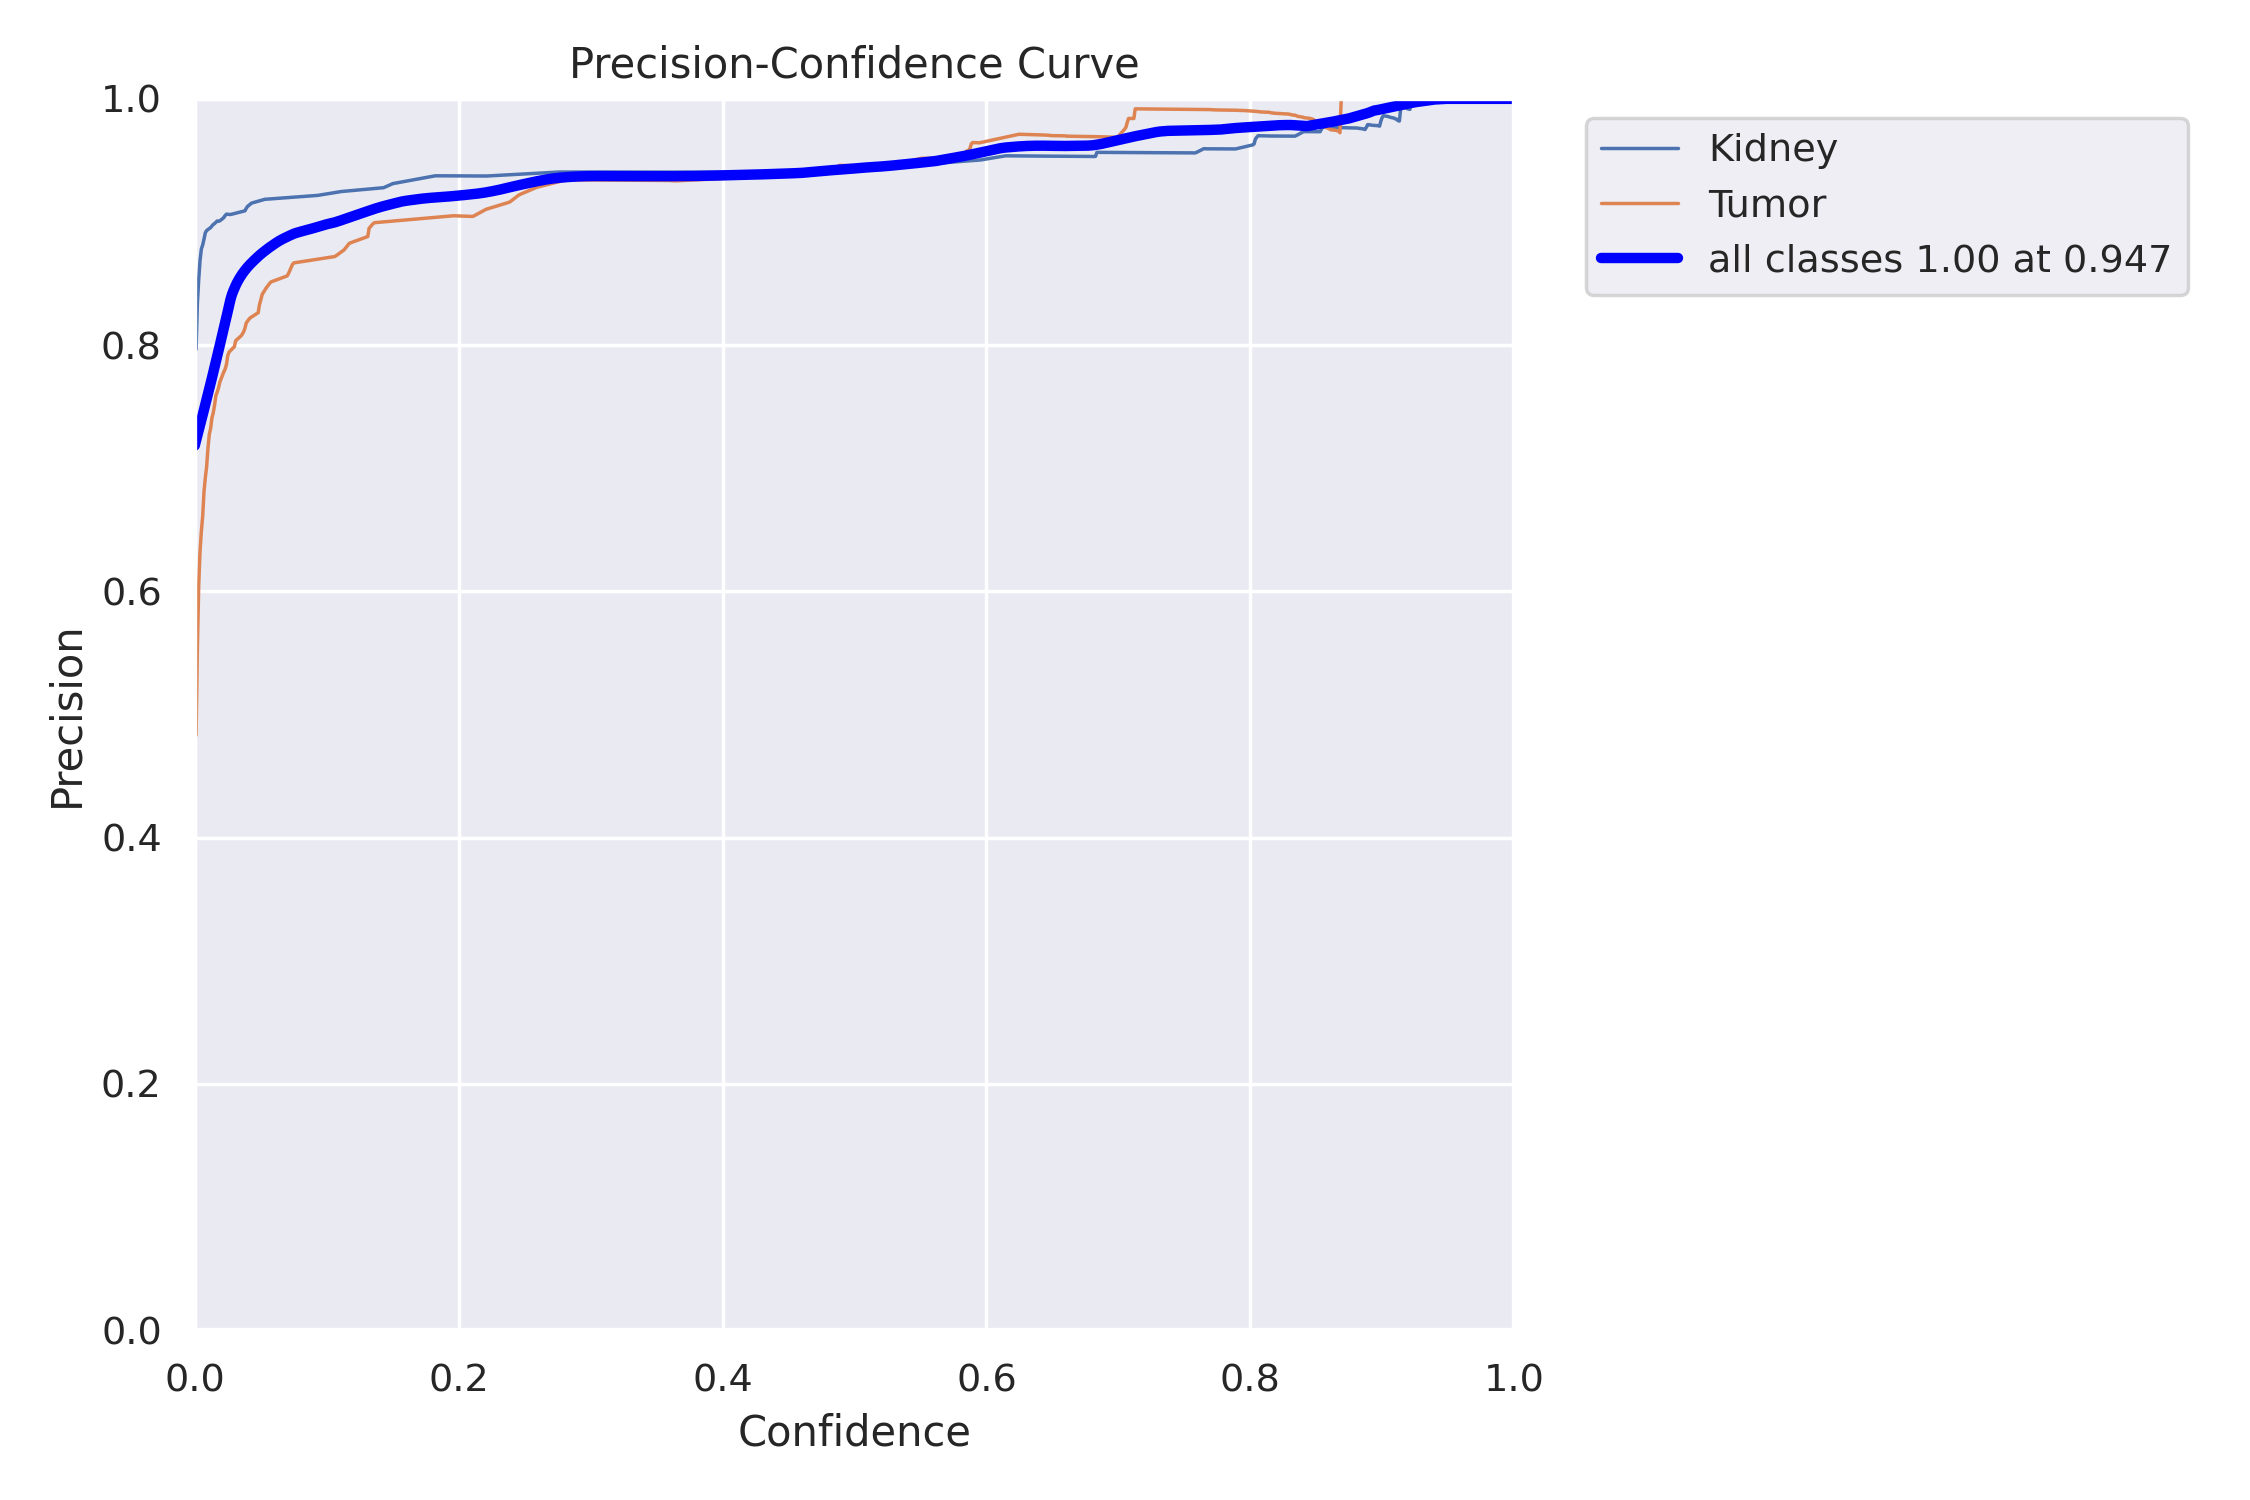 Precision-Confidence Curve
1.0
0.8
0.6
0.4
0.2
0.0
Precision
0.0 0.2 0.4 0.6 0.8 1.0
Confidence
Kidney
Tumor
all classes 1.00 at 0.947